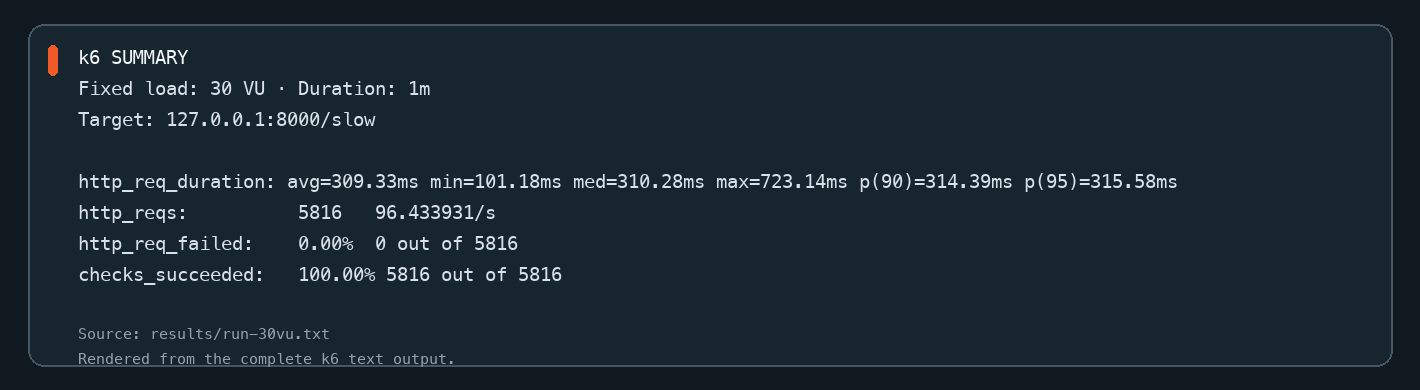 k6 SUMMARY
Fixed load: 30 VU · Duration: 1m
Target: 127.0.0.1:8000/slow
http_req_duration: avg=309.33ms min=101.18ms med=310.28ms max=723.14ms p(90)=314.39ms p(95)=315.58ms
http_reqs: 5816 96.433931/s
http_req_failed: 0.00% 0 out of 5816
checks_succeeded: 100.00% 5816 out of 5816
Source: results/run-30vu.txt
Rendered from the complete k6 text output.